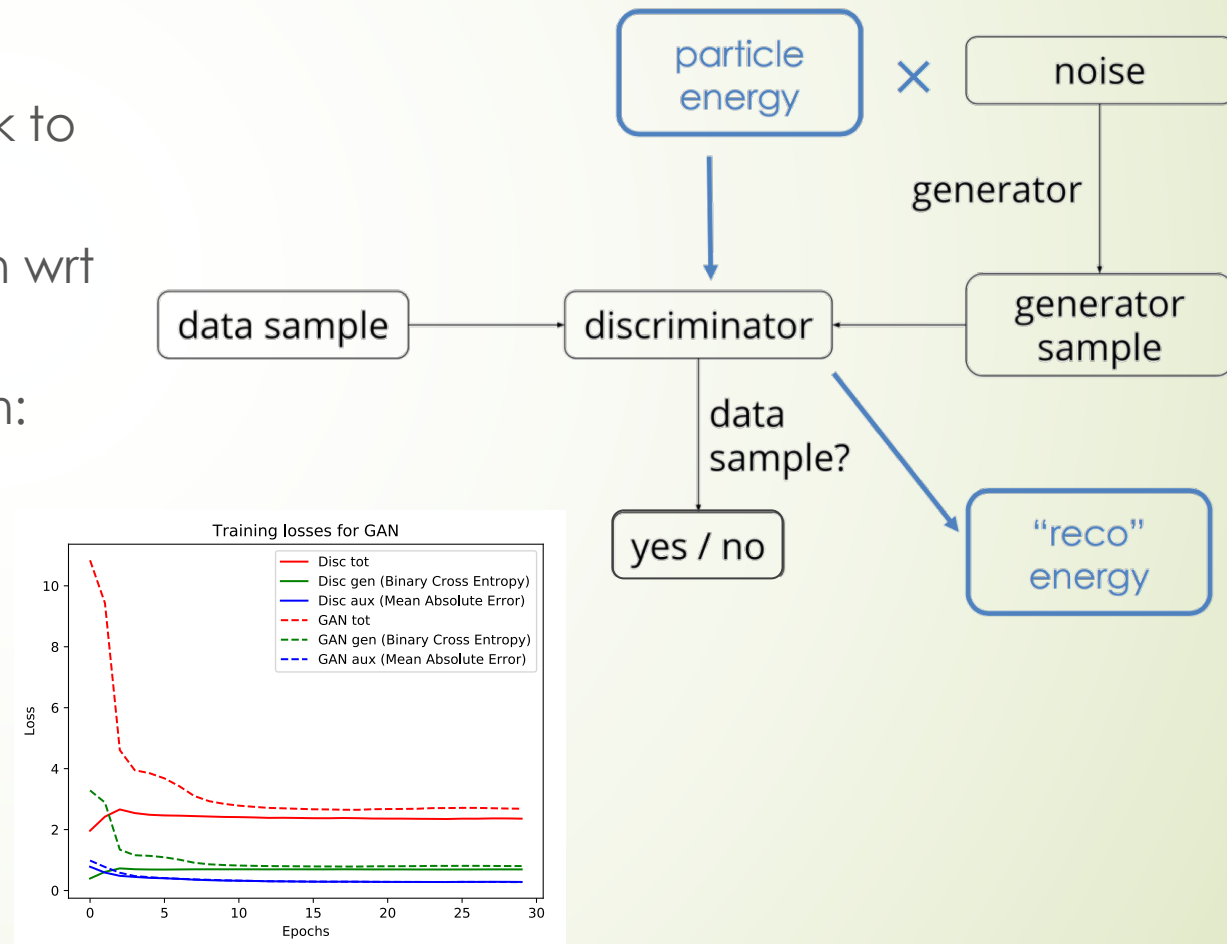 k to
n wrt
n:
particle
energy
×
noise
generator
data sample
discriminator
generator
sample
data
sample?
yes / no
“reco”
energy
Training losses for GAN
Disc tot
Disc gen (Binary Cross Entropy)
Disc aux (Mean Absolute Error)
GAN tot
GAN gen (Binary Cross Entropy)
GAN aux (Mean Absolute Error)
Loss
10
8
6
4
2
0
0 5 10 15 20 25 30
Epochs